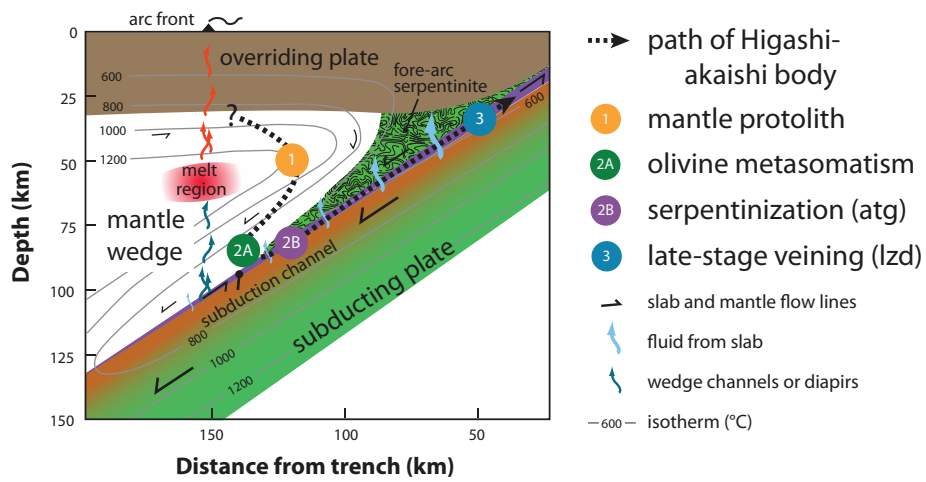 arc front
0
25
50
75
100
125
150
Depth (km)
150
100
50
Distance from trench (km)
overriding plate
600
800
1000
1200
fore-arc
serpentinite
600
?
1
3
melt
region
mantle
wedge
2A
2B
subduction channel
subducting plate
800
1000
1200
path of Higashi-
akaishi body
1 mantle protolith
2A olivine metasomatism
2B serpentinization (atg)
3 late-stage veining (lzd)
slab and mantle flow lines
fluid from slab
wedge channels or diapirs
600 isotherm (°C)